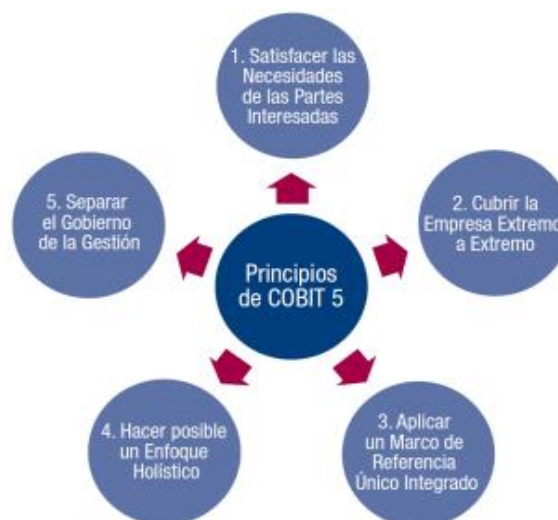 1. Satisfacer las
Necesidades
de las Partes
Interesadas
5. Separar
el Gobierno
de la Gestión
2. Cubrir la
Empresa Extremo
a Extremo
Principios
de COBIT 5
4. Hacer posible
un Enfoque
Holístico
3. Aplicar
un Marco de
Referencia
Único Integrado